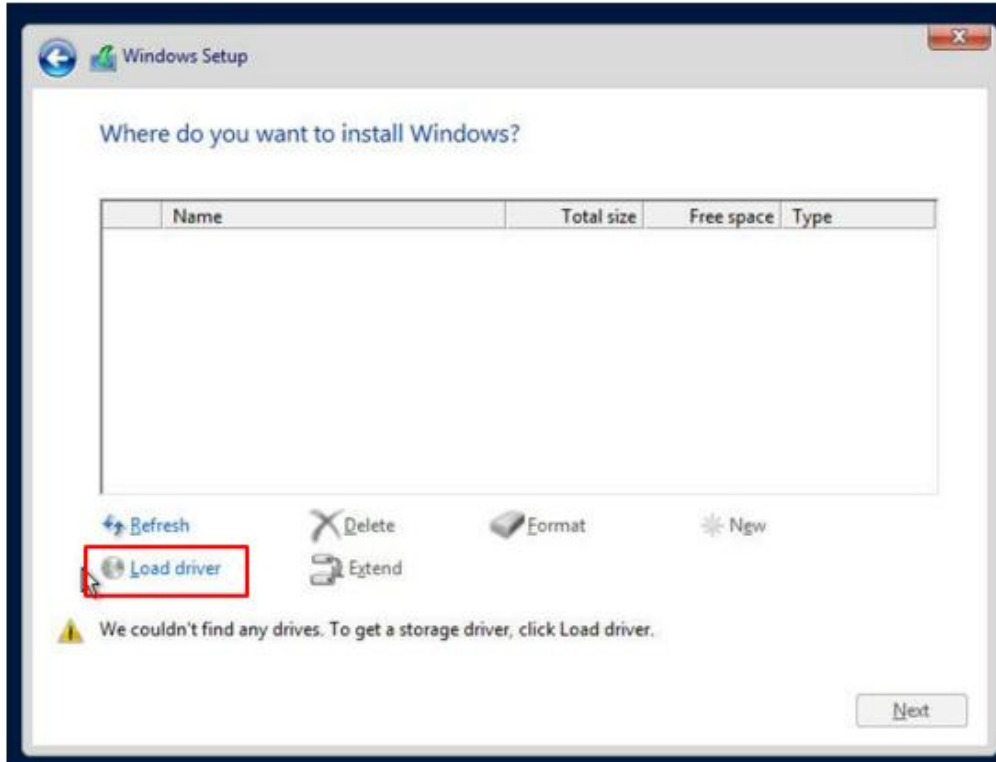 Windows Setup
Where do you want to install Windows?
Name Total size Free space Type
Refresh Delete Format New
Load driver Extend
We couldn't find any drives. To get a storage driver, click Load driver.
Next